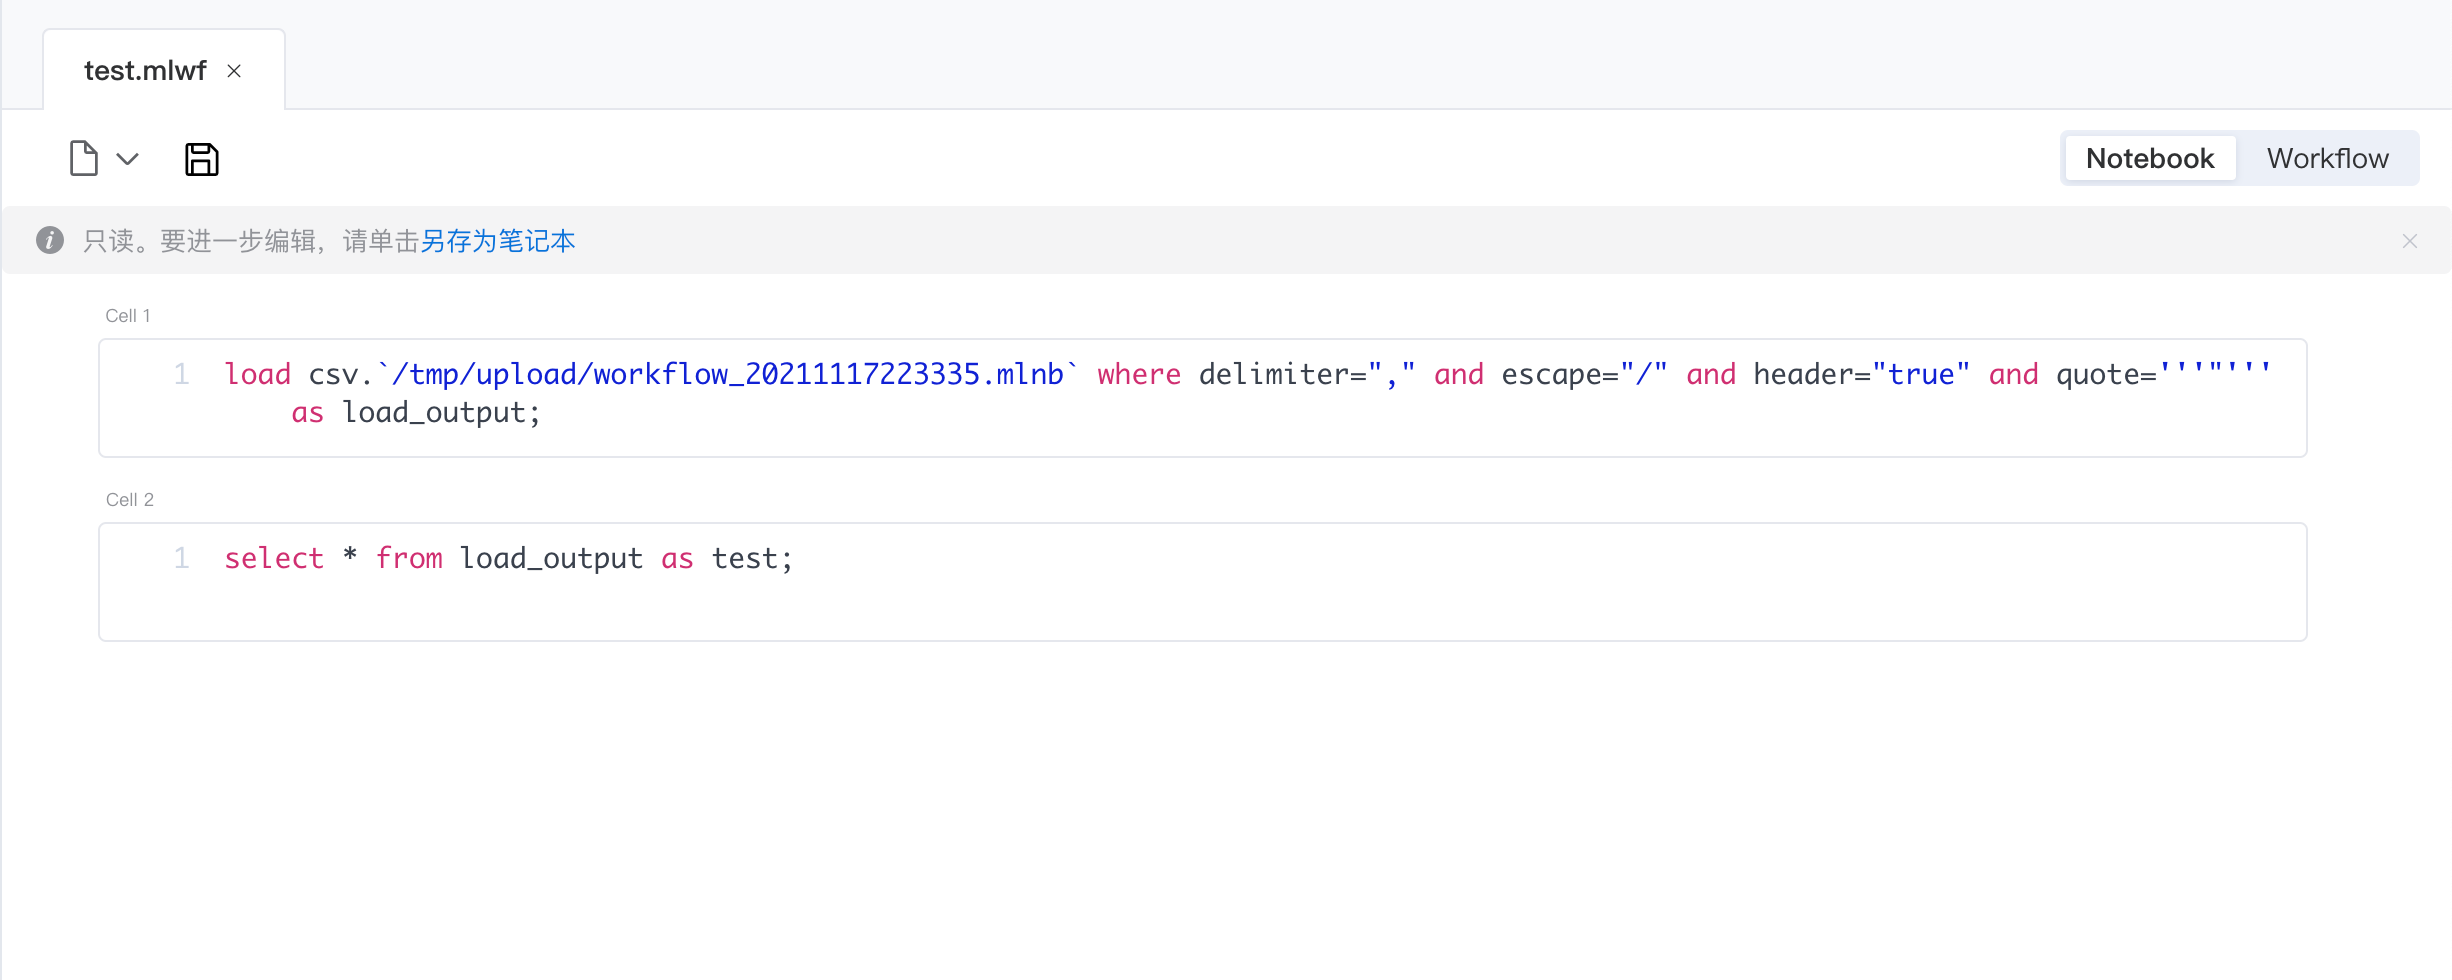 test.mlwf
Notebook Workflow
只读。要进一步编辑，请单击另存为笔记本
Cell 1
1 load csv.`/tmp/upload/workflow_20211117223335.mlnb` where delimiter="," and escape="/" and header="true" and quote='''"'''
as load_output;
Cell 2
1 select * from load_output as test;